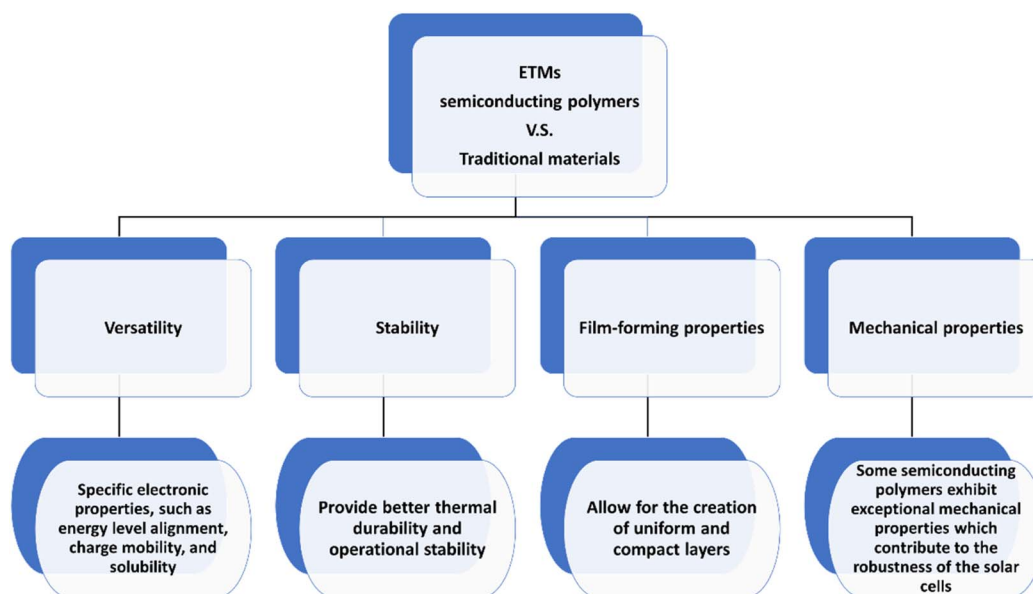 ETMs
semiconducting polymers
V.S.
Traditional materials
Versatility
Stability
Film-forming properties
Mechanical properties
Specific electronic
properties, such as
energy level alignment,
charge mobility, and
solubility
Provide better thermal
durability and
operational stability
Allow for the creation
of uniform and
compact layers
Some semiconducting
polymers exhibit
exceptional mechanical
properties which
contribute to the
robustness of the solar
cells